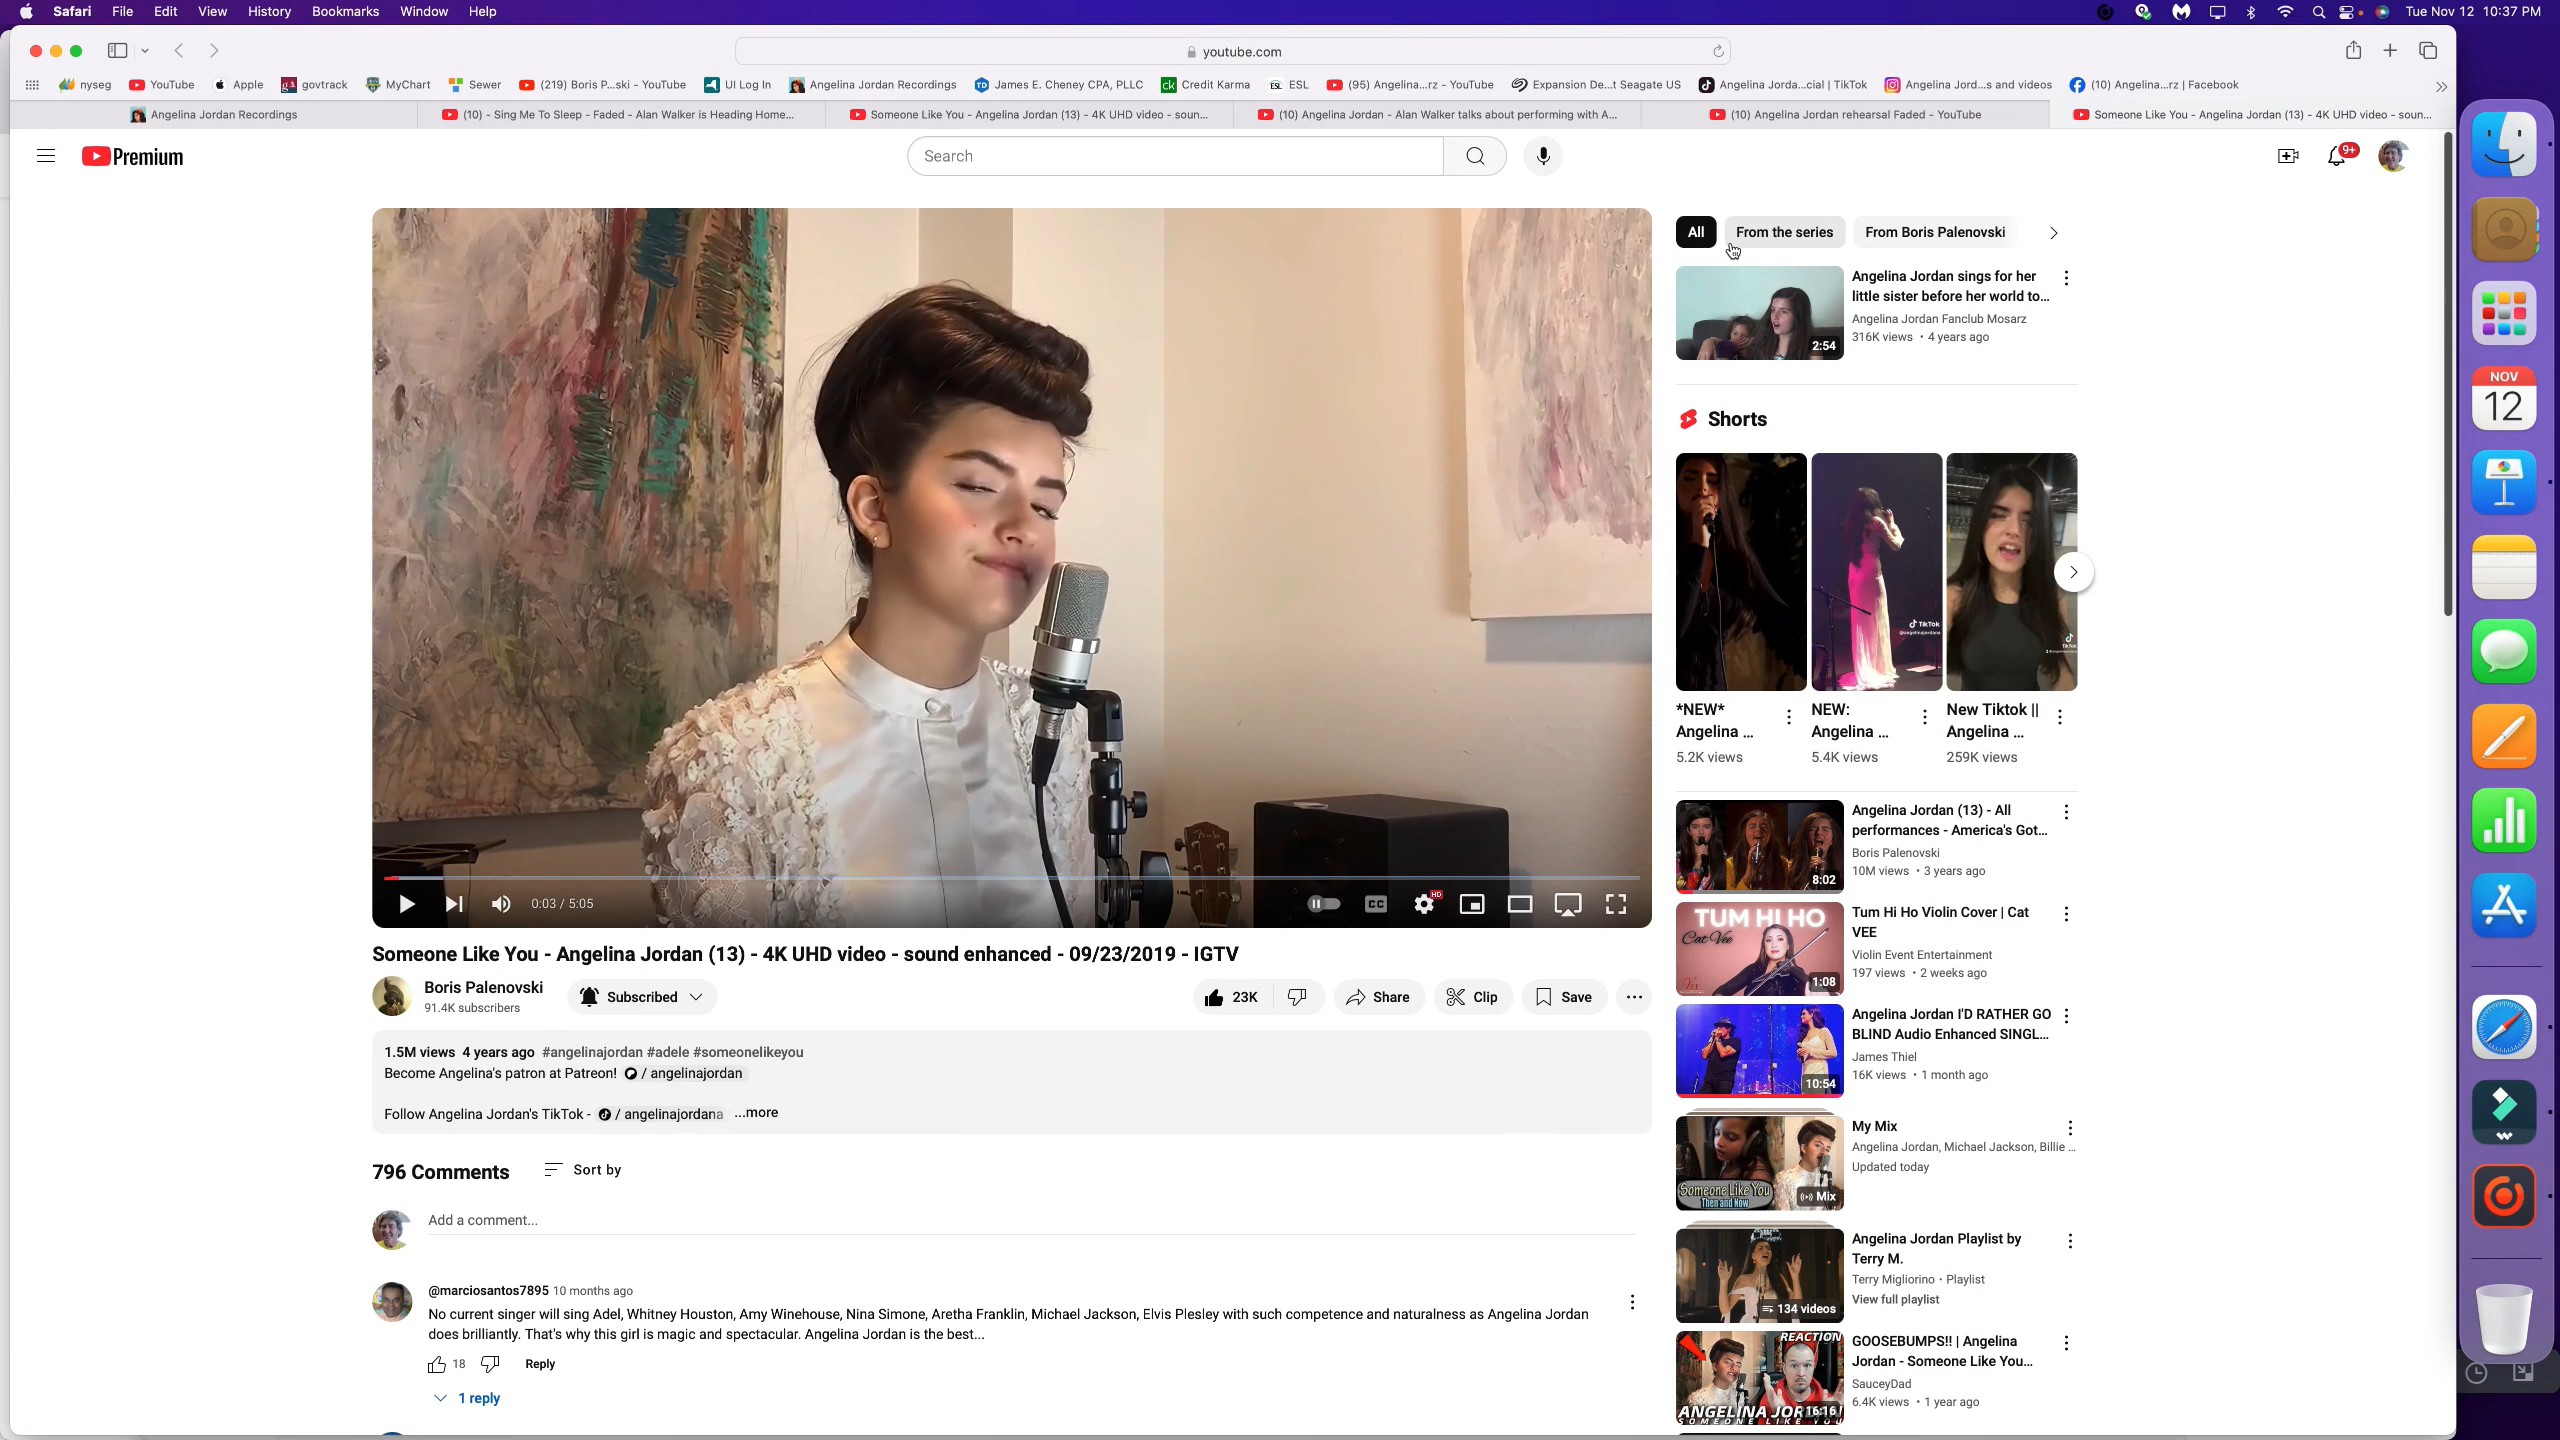 Safari File Edit View History Bookmarks Window Help Tue Nov 12 10:37 PM
youtube.com
nyseg YouTube Apple govtrack MyChart Sewer (219) Boris P...ski - YouTube UI Log In Angelina Jordan Recordings James E. Cheney CPA, PLLC Credit Karma ESL (95) Angelina...rz - YouTube Expansion De...t Seagate US Angelina Jorda...cial | TikTok Angelina Jord...s and videos (10) Angelina...rz | Facebook
Angelina Jordan Recordings (10) - Sing Me To Sleep - Faded - Alan Walker is Heading Home... Someone Like You - Angelina Jordan (13) - 4K UHD video - soun... (10) Angelina Jordan - Alan Walker talks about performing with A... (10) Angelina Jordan rehearsal Faded - YouTube Someone Like You - Angelina Jordan (13) - 4K UHD video - soun...
Premium Search 9+
0:03 / 5:05 CC HD
Someone Like You - Angelina Jordan (13) - 4K UHD video - sound enhanced - 09/23/2019 - IGTV
Boris Palenovski
91.4K subscribers
Subscribed 23K Share Clip Save
1.5M views 4 years ago #angelinajordan #adele #someonelikeyou
Become Angelina's patron at Patreon! / angelinajordan
Follow Angelina Jordan's TikTok - / angelinajordana ...more
796 Comments Sort by
Add a comment...
@marciosantos7895 10 months ago
No current singer will sing Adel, Whitney Houston, Amy Winehouse, Nina Simone, Aretha Franklin, Michael Jackson, Elvis Plesley with such competence and naturalness as Angelina Jordan
does brilliantly. That's why this girl is magic and spectacular. Angelina Jordan is the best...
18 Reply
1 reply
All From the series From Boris Palenovski
2:54
Angelina Jordan sings for her
little sister before her world to...
Angelina Jordan Fanclub Mosarz
316K views • 4 years ago
Shorts
TikTok
TikTok
*NEW*
Angelina ...
5.2K views
NEW:
Angelina ...
5.4K views
New Tiktok ||
Angelina ...
259K views
8:02
Angelina Jordan (13) - All
performances - America's Got...
Boris Palenovski
10M views • 3 years ago
TUM HI HO
Cat Vee
1:08
Tum Hi Ho Violin Cover | Cat
VEE
Violin Event Entertainment
197 views • 2 weeks ago
10:54
Angelina Jordan I'D RATHER GO
BLIND Audio Enhanced SINGL...
James Thiel
16K views • 1 month ago
Someone Like You
Then and Now
Mix
My Mix
Angelina Jordan, Michael Jackson, Billie ...
Updated today
134 videos
Angelina Jordan Playlist by
Terry M.
Terry Migliorino • Playlist
View full playlist
REACTION
16:16
SOMEONE LIKE YOU
GOOSEBUMPS!! | Angelina
Jordan - Someone Like You...
SauceyDad
6.4K views • 1 year ago
NOV
12